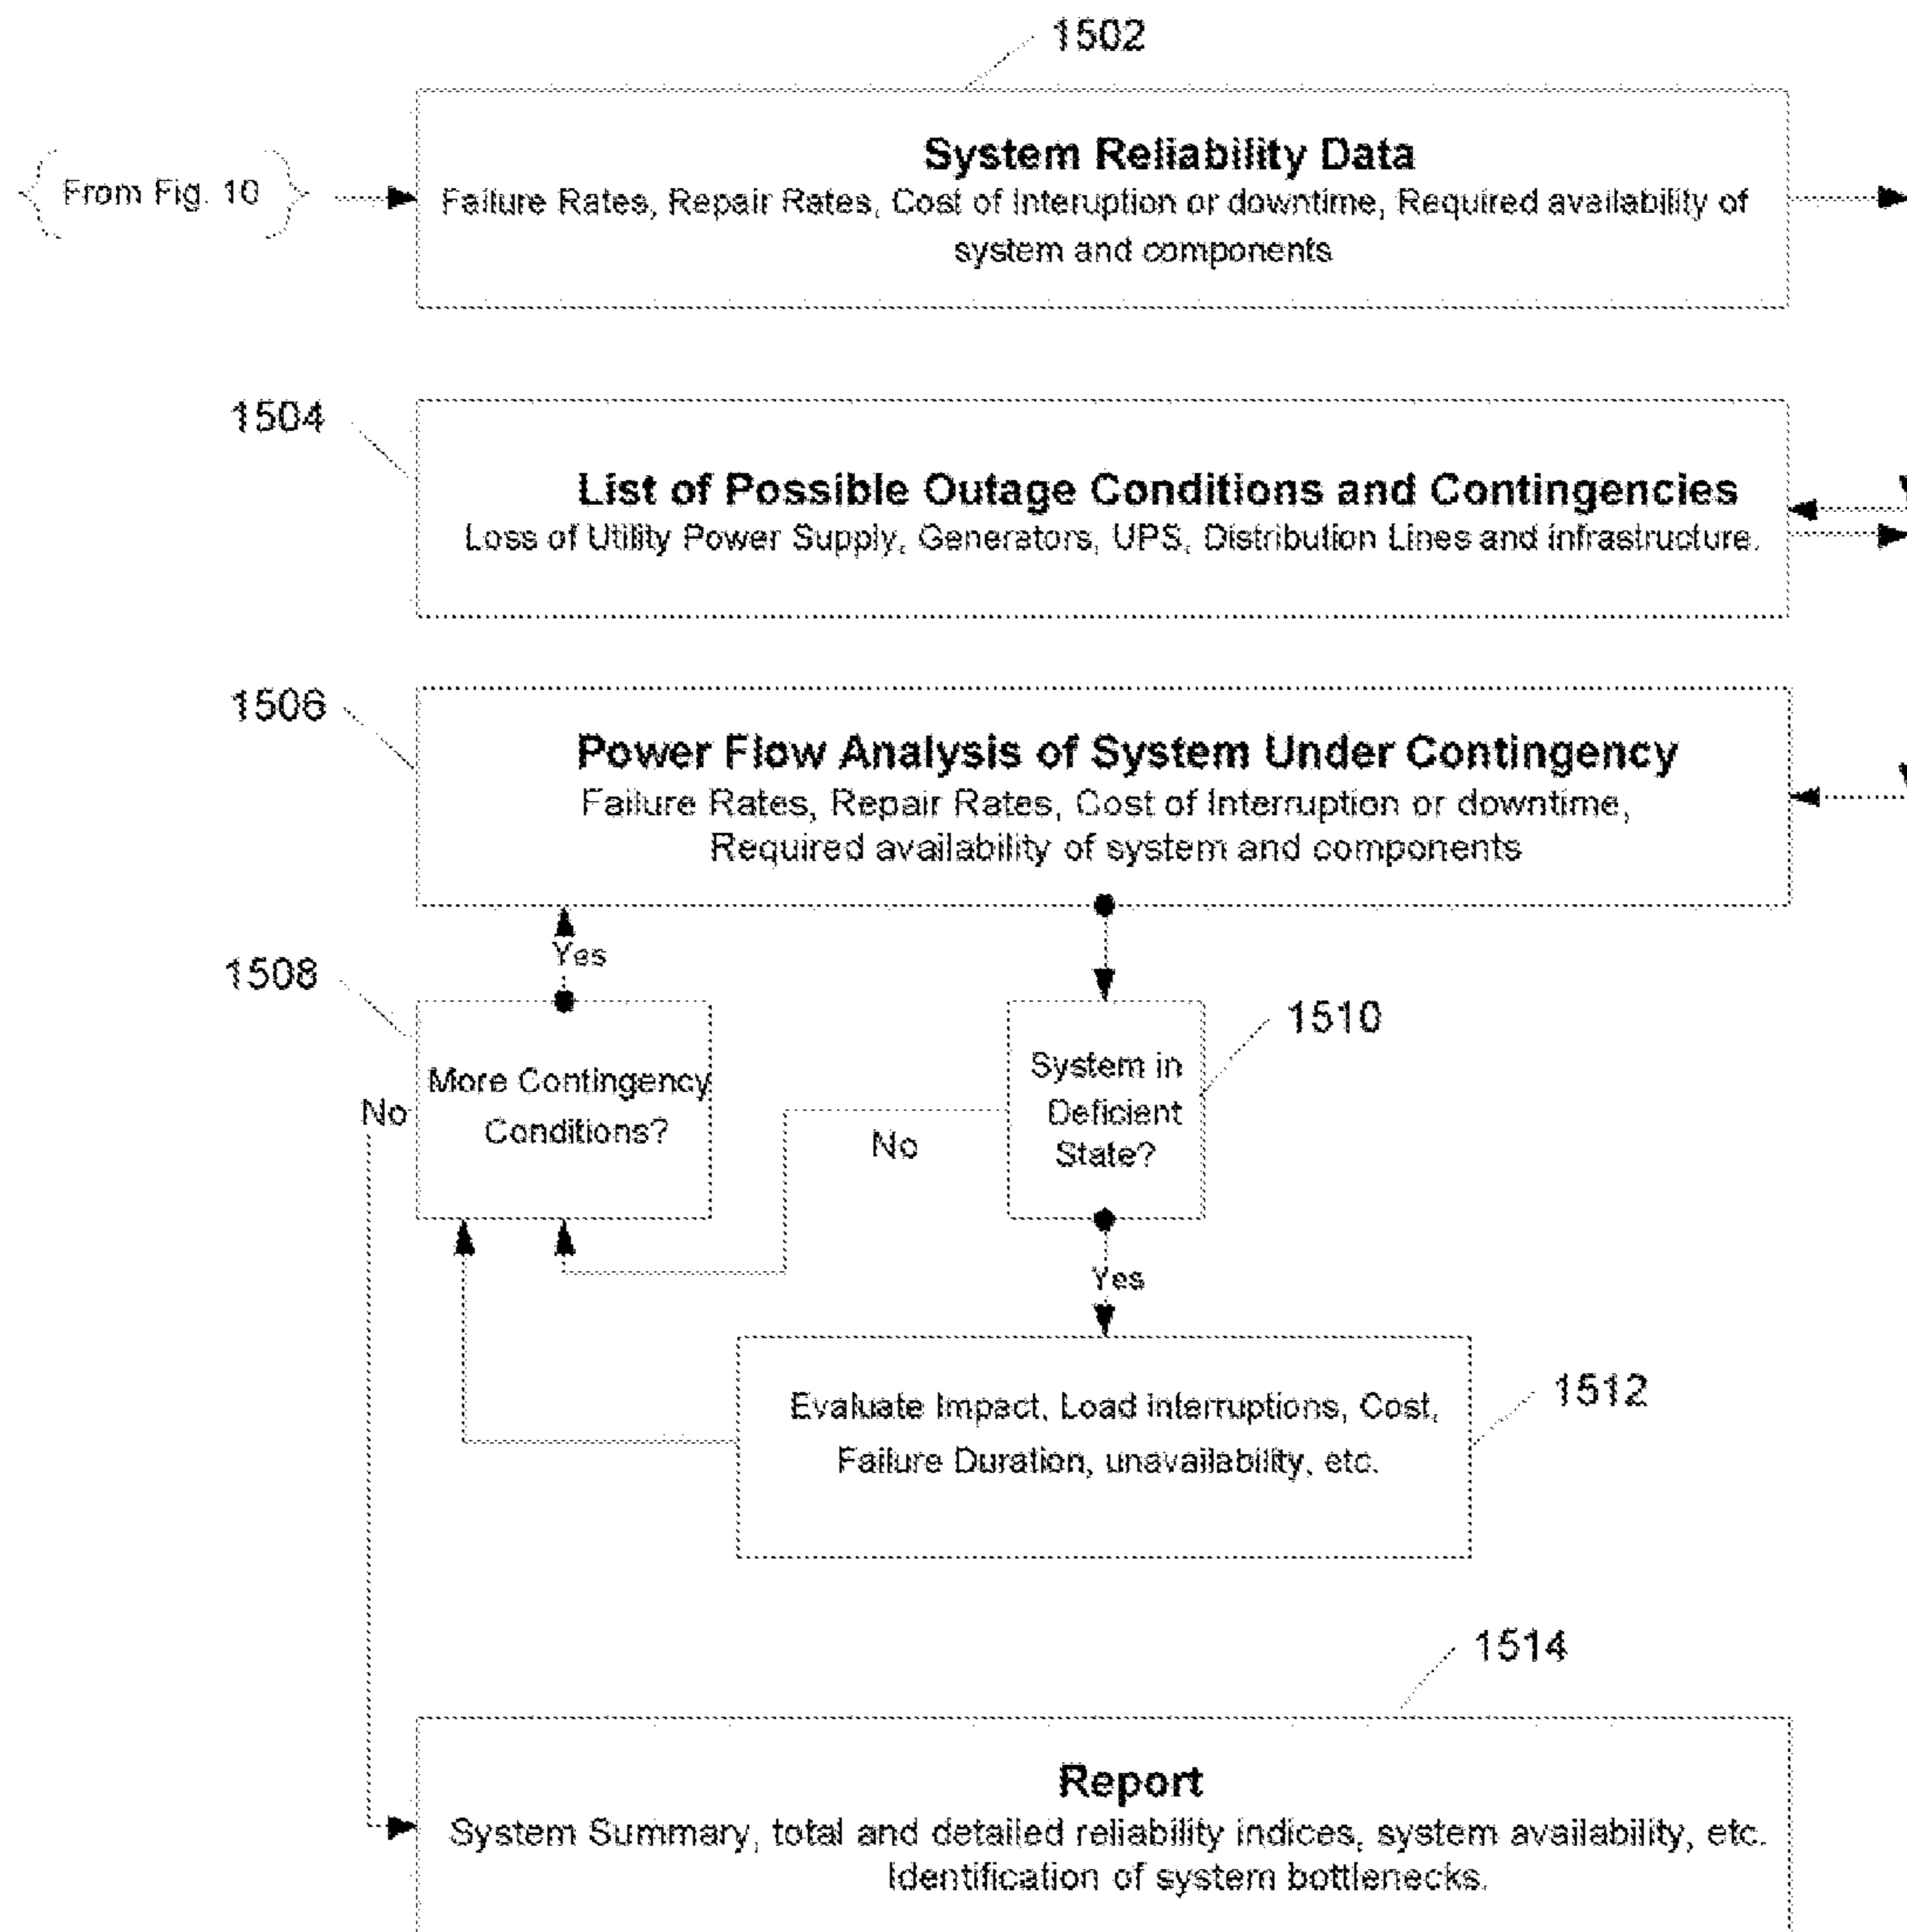 1502
System Reliability Data
From Fig. 10
Failure Rates, Repair Rates, Cost of Interuption or downtime, Required availability of
system and components
1504
List of Possible Outage Conditions and Contingencies
Loss of Utility Power Supply, Generators, UPS, Distribution Lines and infrastructure.
1506
Power Flow Analysis of System Under Contingency
Failure Rates, Repair Rates, Cost of Interruption or downtime,
Required availability of system and components
Yes
1508
More Contingency
Conditions?
No
1510
System in
Deficient
State?
No
Yes
1512
Evaluate Impact, Load interruptions, Cost,
Failure Duration, unavailability, etc.
1514
Report
System Summary, total and detailed reliability indices, system availability, etc.
Identification of system bottlenecks.